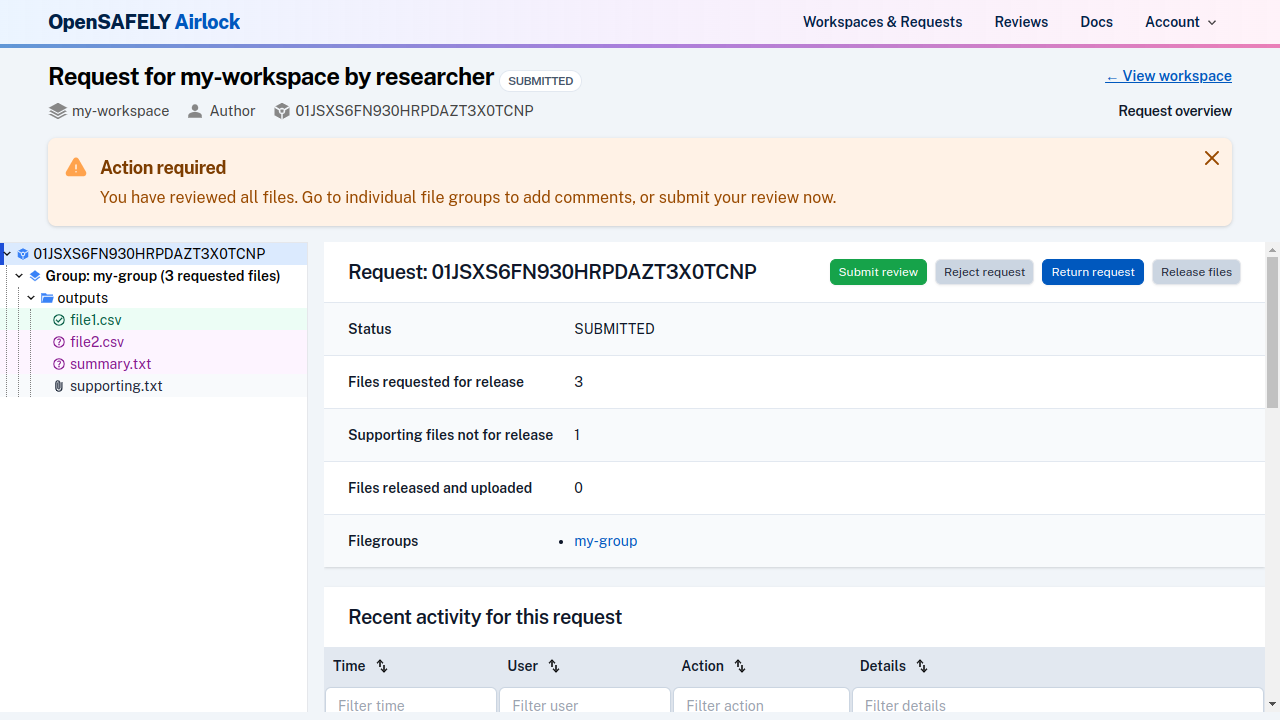 OpenSAFELY Airlock
Workspaces & Requests Reviews Docs Account
Request for my-workspace by researcher SUBMITTED
← View workspace
my-workspace Author 01JSXS6FN930HRPDAZT3X0TCNP
Request overview
Action required
You have reviewed all files. Go to individual file groups to add comments, or submit your review now.
01JSXS6FN930HRPDAZT3X0TCNP
Group: my-group (3 requested files)
outputs
file1.csv
file2.csv
summary.txt
supporting.txt
Request: 01JSXS6FN930HRPDAZT3X0TCNP
Submit review Reject request Return request Release files
Status SUBMITTED
Files requested for release 3
Supporting files not for release 1
Files released and uploaded 0
Filegroups • my-group
Recent activity for this request
Time User Action Details
Filter time Filter user Filter action Filter details